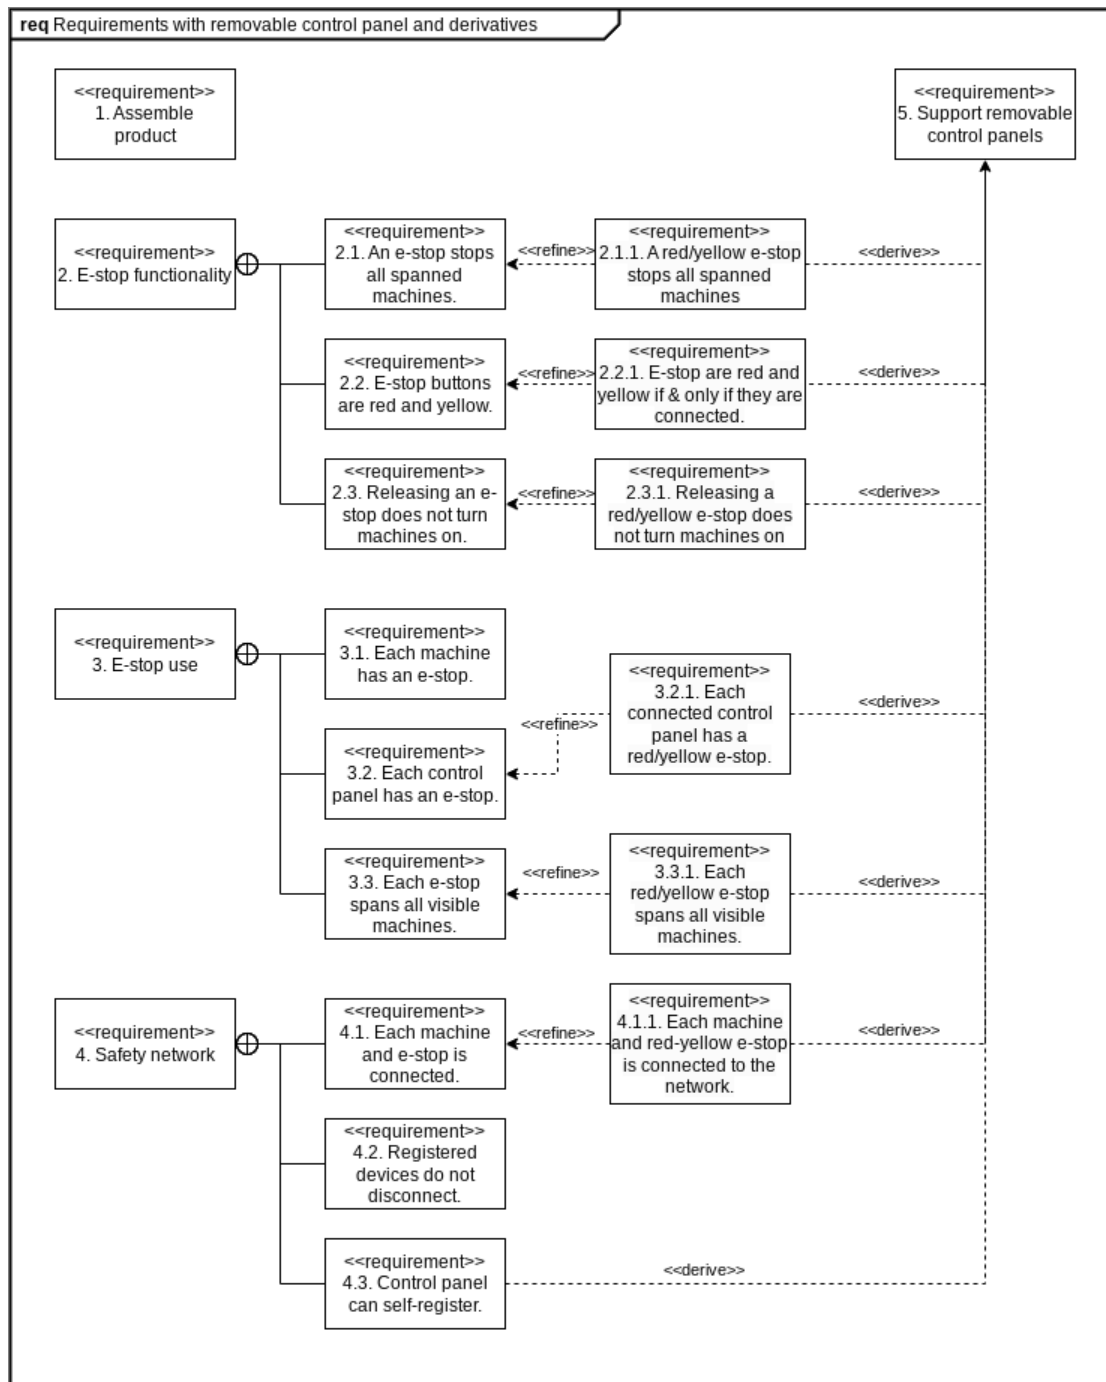 req Requirements with removable control panel and derivatives
<<requirement>>
1. Assemble
product
<<requirement>>
5. Support removable
control panels
<<requirement>>
2. E-stop functionality
<<requirement>>
2.1. An e-stop stops
all spanned
machines.
<<refine>>
<<requirement>>
2.1.1. A red/yellow e-stop
stops all spanned
machines
<<derive>>
<<requirement>>
2.2. E-stop buttons
are red and yellow.
<<refine>>
<<requirement>>
2.2.1. E-stop are red and
yellow if & only if they are
connected.
<<derive>>
<<requirement>>
2.3. Releasing an e-
stop does not turn
machines on.
<<refine>>
<<requirement>>
2.3.1. Releasing a
red/yellow e-stop does
not turn machines on
<<derive>>
<<requirement>>
3. E-stop use
<<requirement>>
3.1. Each machine
has an e-stop.
<<requirement>>
3.2. Each control
panel has an e-stop.
<<refine>>
<<requirement>>
3.2.1. Each
connected control
panel has a
red/yellow e-stop.
<<derive>>
<<requirement>>
3.3. Each e-stop
spans all visible
machines.
<<refine>>
<<requirement>>
3.3.1. Each
red/yellow e-stop
spans all visible
machines.
<<derive>>
<<requirement>>
4. Safety network
<<requirement>>
4.1. Each machine
and e-stop is
connected.
<<refine>>
<<requirement>>
4.1.1. Each machine
and red-yellow e-stop
is connected to the
network.
<<derive>>
<<requirement>>
4.2. Registered
devices do not
disconnect.
<<requirement>>
4.3. Control panel
can self-register.
<<derive>>